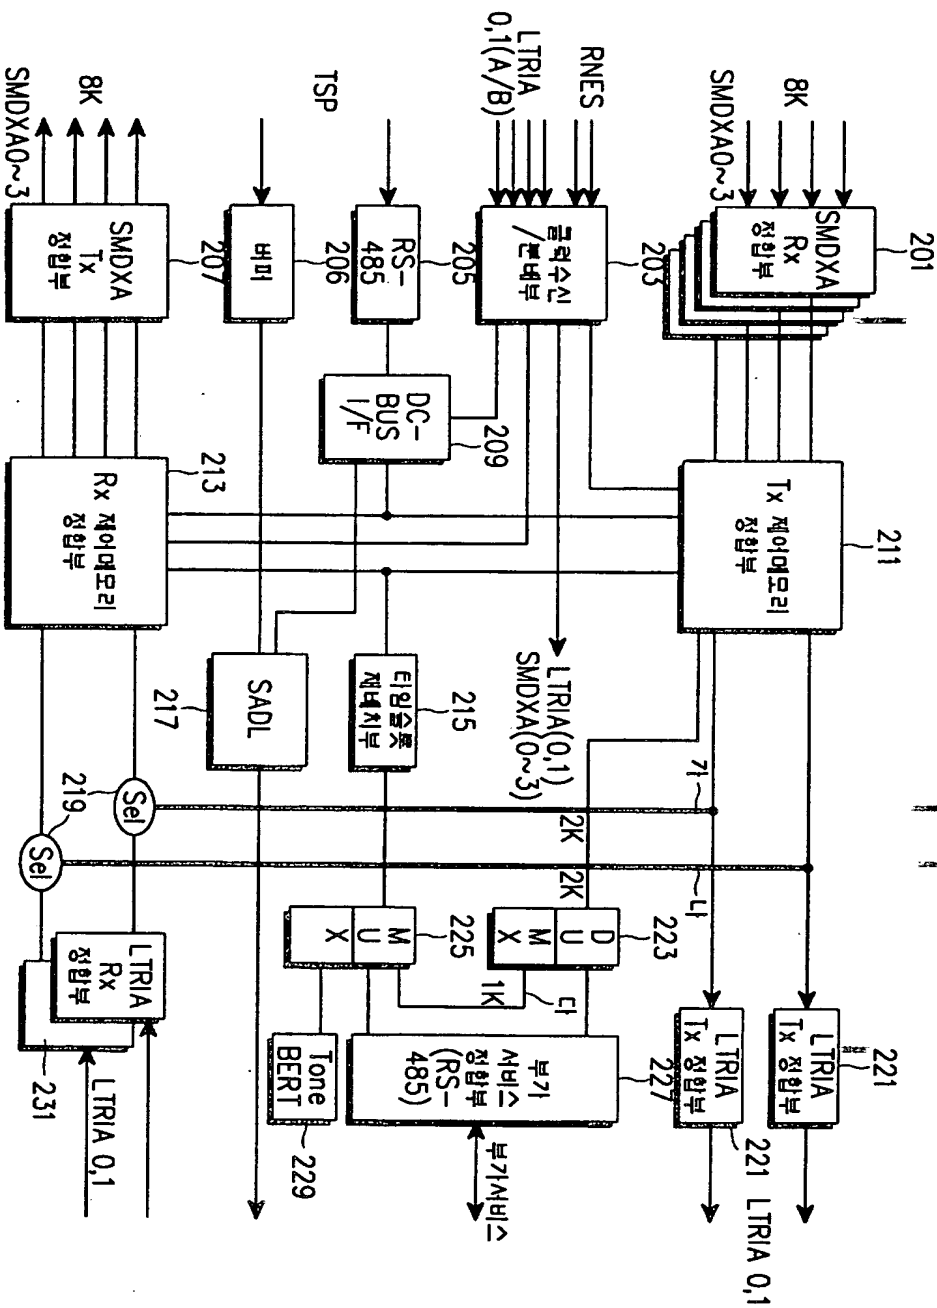 SMDXA0~3
8K
SMDXA
Rx
정합부
201
RNES
LTRIA
0,1(A/B)
클럭수신
/분배부
203
TSP
RS-
485
205
버퍼
206
8K
SMDXA0~3
SMDXA
Tx
정합부
207
DC-
BUS
I/F
209
Tx 제어메모리
정합부
211
Rx 제어메모리
정합부
213
LTRIA(0,1)
SMDXA(0~3)
타임슬롯
재배치부
215
SADL
217
Sel
Sel
219
가
나
2K
2K
D
U
M
X
223
M
U
X
225
1K
다
LTRIA
Tx 정합부
221
LTRIA
Tx 정합부
221
LTRIA 0,1
부가
서비스
정합부
(RS-
485)
227
부가서비스
Tone
BERT
229
LTRIA
Rx
정합부
231
LTRIA 0,1